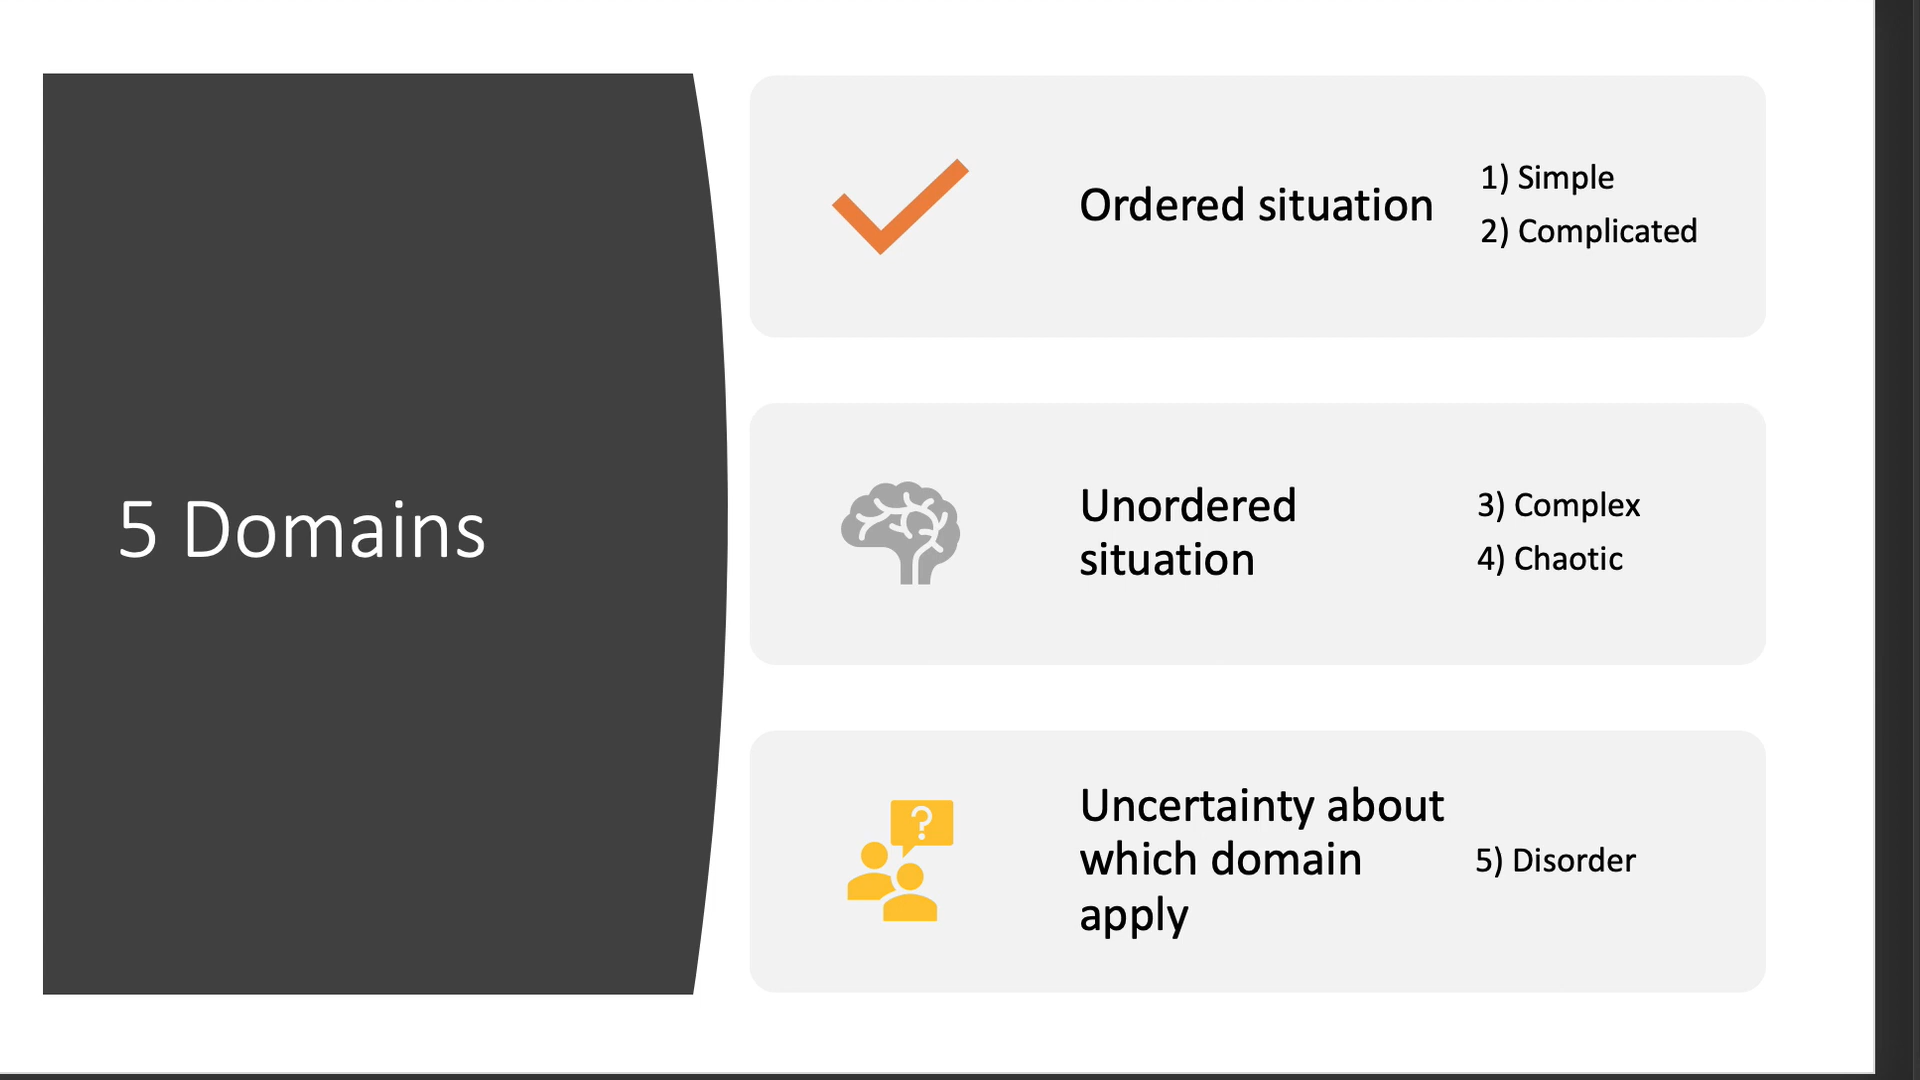 5 Domains
Ordered situation
1) Simple
2) Complicated
Unordered
situation
3) Complex
4) Chaotic
?
Uncertainty about
which domain
apply
5) Disorder